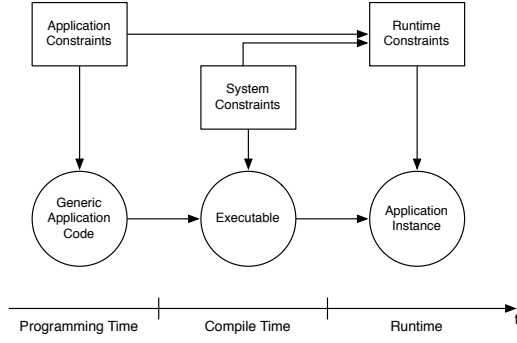 Application
Constraints
Runtime
Constraints
System
Constraints
Generic
Application
Code
Executable
Application
Instance
t
Programming Time
Compile Time
Runtime